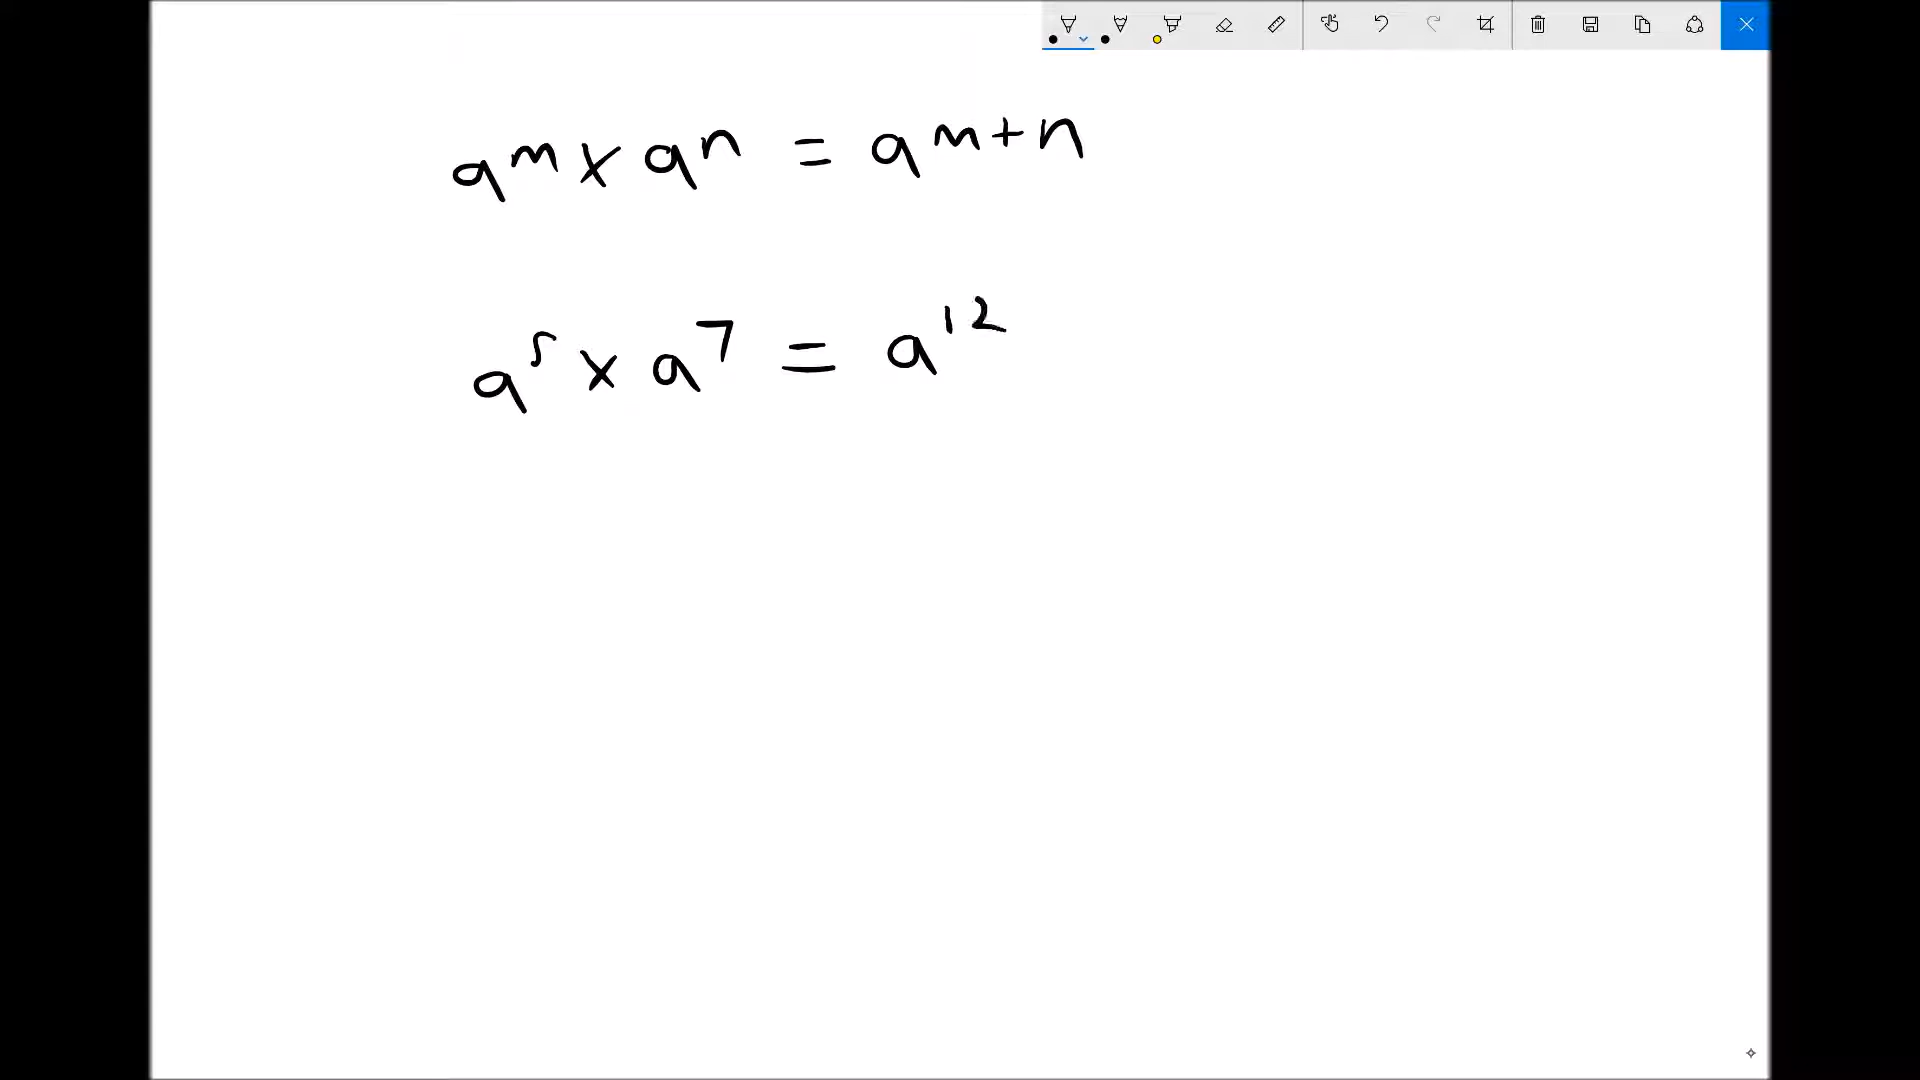 a^m × a^n = a^{m+n}
a^5 × a^7 = a^{12}